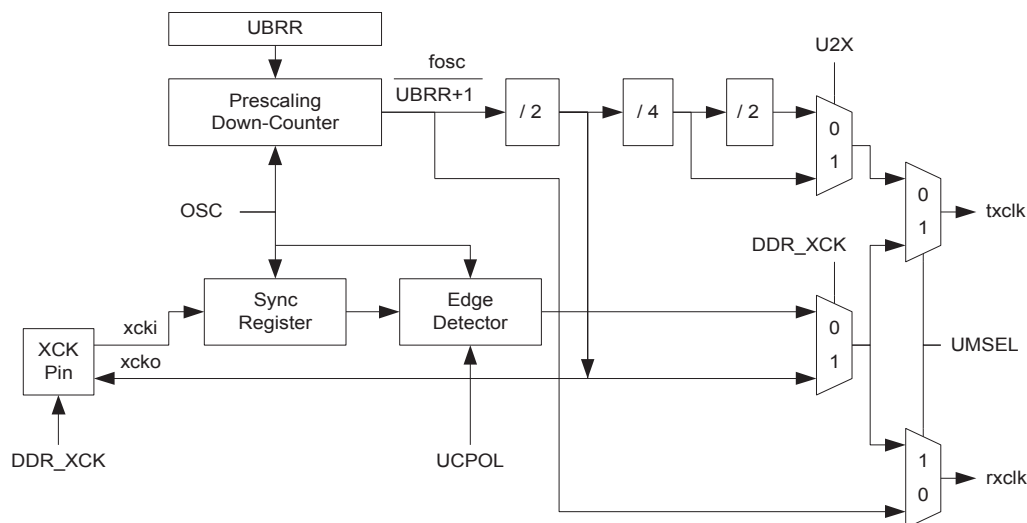 UBRR
U2X
fosc
UBRR+1
Prescaling
Down-Counter
/ 2
/ 4
/ 2
0
1
OSC
0
1
txclk
DDR_XCK
Sync
Register
Edge
Detector
xcki
0
1
UMSEL
XCK
Pin
xcko
DDR_XCK
UCPOL
1
0
rxclk